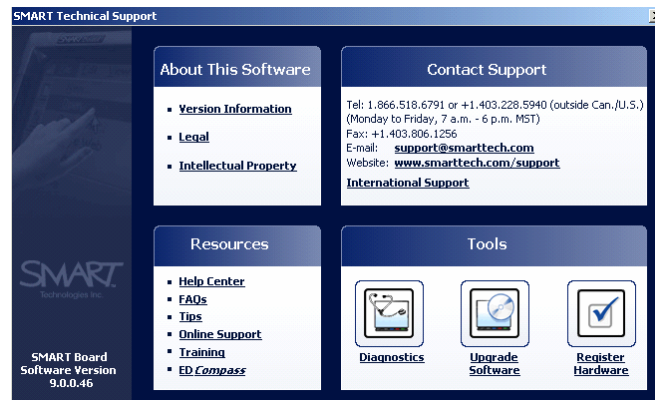 SMART Technical Support
About This Software
Version Information
Legal
Intellectual Property
Contact Support
Tel: 1.866.518.6791 or +1.403.228.5940 (outside Can./U.S.)
(Monday to Friday, 7 a.m. - 6 p.m. MST)
Fax: +1.403.806.1256
E-mail: support@smarttech.com
Website: www.smarttech.com/support
International Support
Resources
Help Center
FAQs
Tips
Online Support
Training
ED Compass
Tools
Diagnostics
Upgrade
Software
Register
Hardware
SMART
Technologies Inc.
SMART Board
Software Version
9.0.0.46